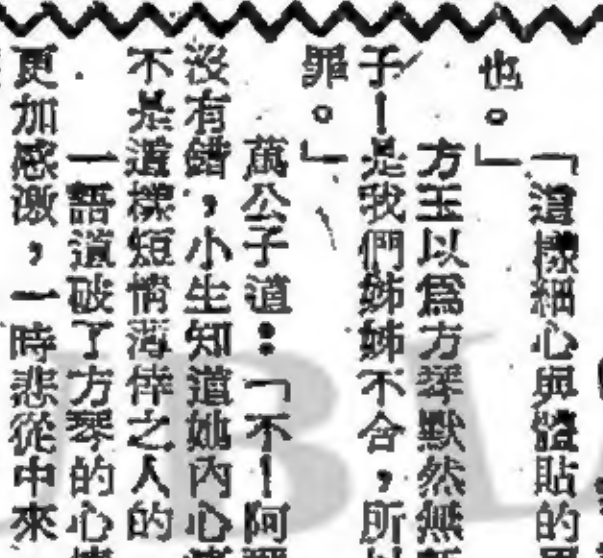 「這樣細心與體貼的
也。」
方玉以爲方琴默然無
子！是我們姊姊不合，所
罪。」
萬公子道：「不！阿
沒有錯，小生知道她內心
不是這樣短情薄倖之人的
一語道破了方琴的心
更加感激，一時悲從中來